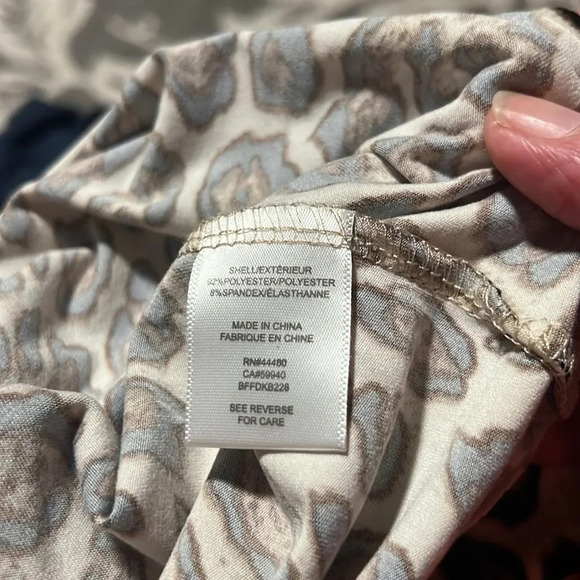 SHELL/EXTÉRIEUR
92%POLYESTER/POLYESTER
8%SPANDEX/ÉLASTHANNE
MADE IN CHINA
FABRIQUE EN CHINE
RN#44480
CA#59940
BFFDKB228
SEE REVERSE
FOR CARE